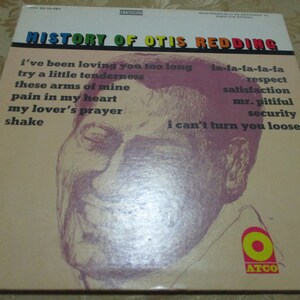 HISTORY OF OTIS REDDING
i've been loving you too long
try a little tenderness
these arms of mine
pain in my heart
my lover's prayer
shake
la-fa-fa-fa-fa
respect
satisfaction
mr. pitiful
security
i can't turn you loose
ATCO